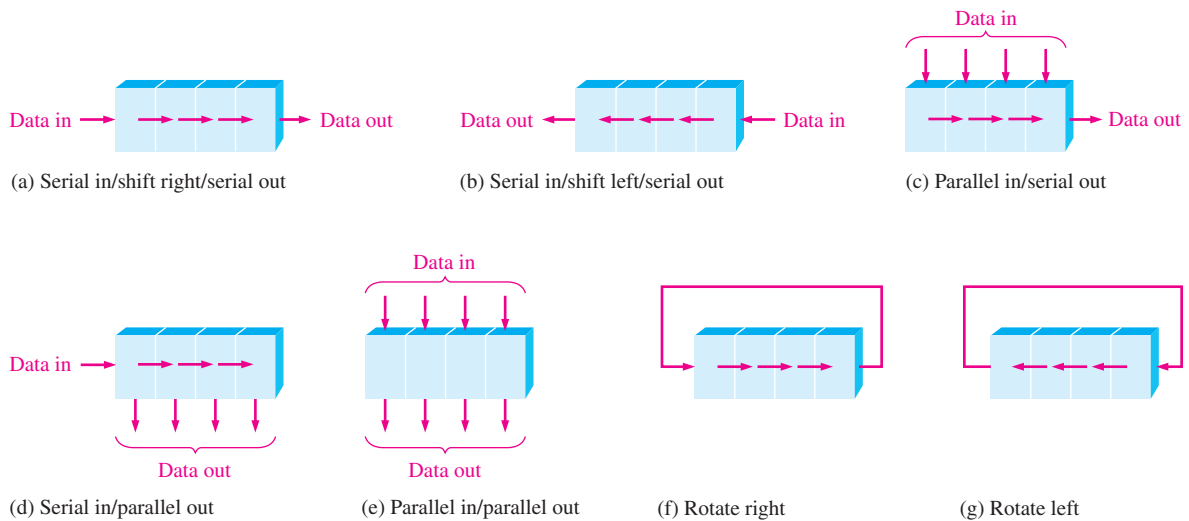 Data in
Data in
Data out
Data out
Data in
Data out
(a) Serial in/shift right/serial out
(b) Serial in/shift left/serial out
(c) Parallel in/serial out
Data in
Data in
Data out
Data out
(d) Serial in/parallel out
(e) Parallel in/parallel out
(f) Rotate right
(g) Rotate left